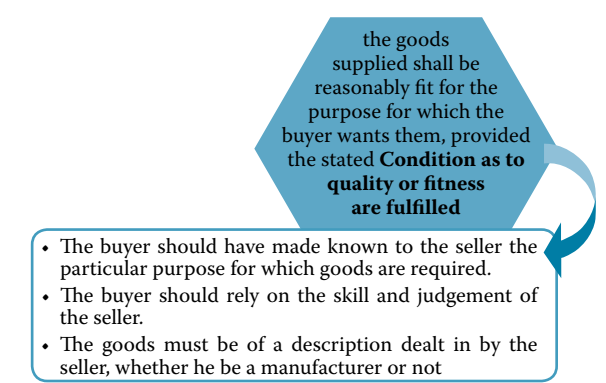 the goods
supplied shall be
reasonably fit for the
purpose for which the
buyer wants them, provided
the stated Condition as to
quality or fitness
are fulfilled
• The buyer should have made known to the seller the
particular purpose for which goods are required.
• The buyer should rely on the skill and judgement of
the seller.
• The goods must be of a description dealt in by the
seller, whether he be a manufacturer or not